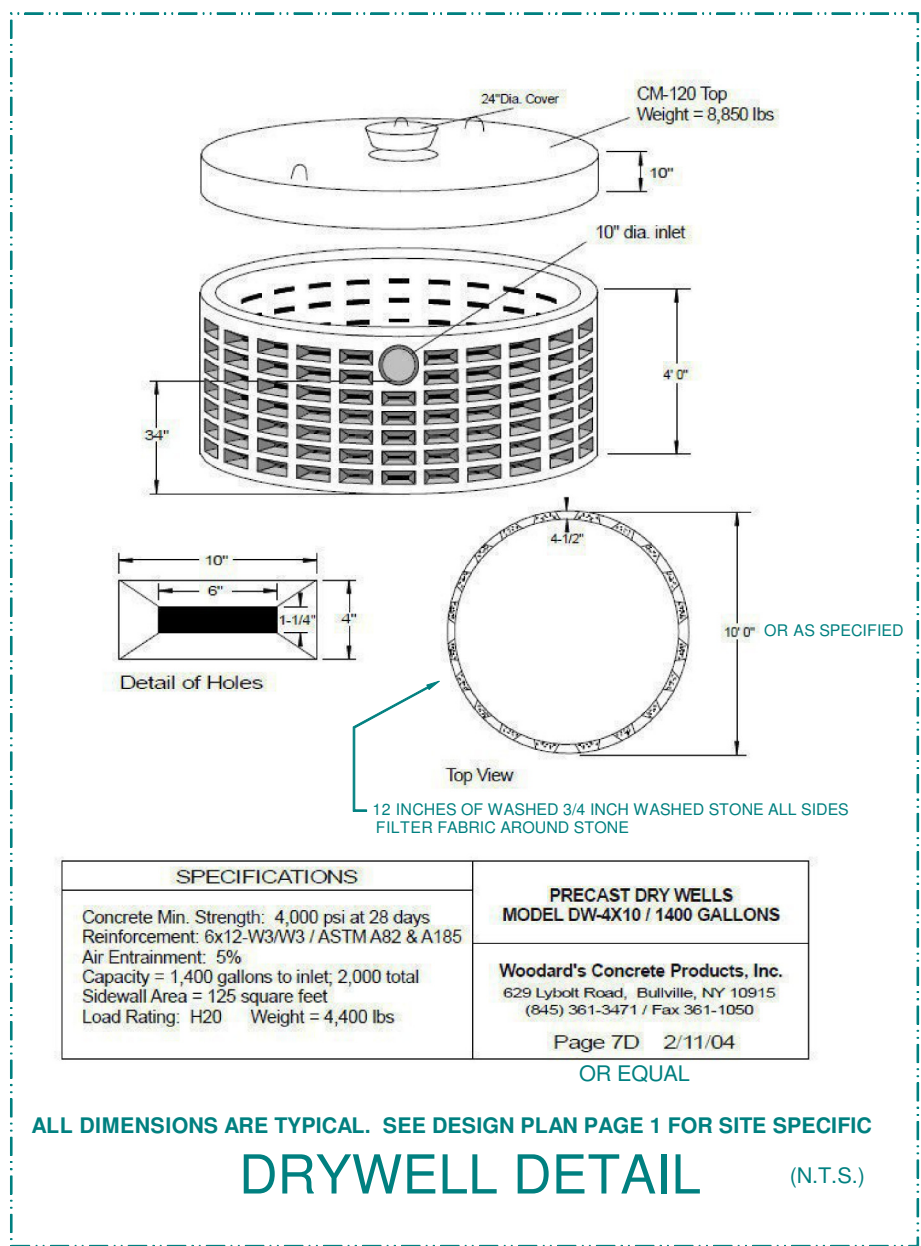 24"Dia. Cover
CM-120 Top
Weight = 8,850 lbs
10"
10" dia. inlet
4' 0"
34"
10"
6"
1-1/4"
4"
Detail of Holes
4-1/2"
10' 0" OR AS SPECIFIED
Top View
12 INCHES OF WASHED 3/4 INCH WASHED STONE ALL SIDES
FILTER FABRIC AROUND STONE
SPECIFICATIONS
Concrete Min. Strength: 4,000 psi at 28 days
Reinforcement: 6x12-W3/W3 / ASTM A82 & A185
Air Entrainment: 5%
Capacity = 1,400 gallons to inlet; 2,000 total
Sidewall Area = 125 square feet
Load Rating: H20 Weight = 4,400 lbs
PRECAST DRY WELLS
MODEL DW-4X10 / 1400 GALLONS
Woodard's Concrete Products, Inc.
629 Lybolt Road, Bullville, NY 10915
(845) 361-3471 / Fax 361-1050
Page 7D 2/11/04
OR EQUAL
ALL DIMENSIONS ARE TYPICAL. SEE DESIGN PLAN PAGE 1 FOR SITE SPECIFIC
DRYWELL DETAIL (N.T.S.)